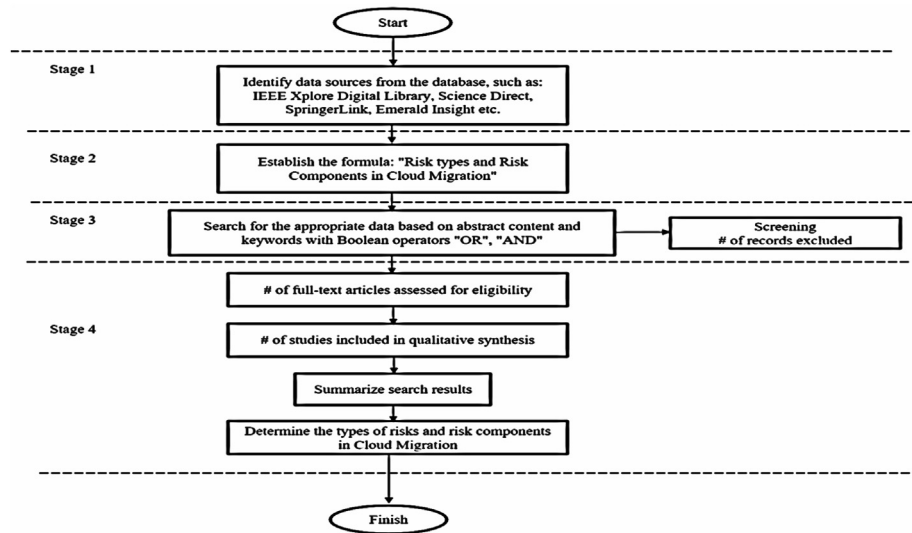 Start
Stage 1
Identify data sources from the database, such as:
IEEE Xplore Digital Library, Science Direct,
SpringerLink, Emerald Insight etc.
Stage 2
Establish the formula: "Risk types and Risk
Components in Cloud Migration"
Stage 3
Search for the appropriate data based on abstract content and
keywords with Boolean operators "OR", "AND"
Screening
# of records excluded
# of full-text articles assessed for eligibility
Stage 4
# of studies included in qualitative synthesis
Summarize search results
Determine the types of risks and risk components
in Cloud Migration
Finish